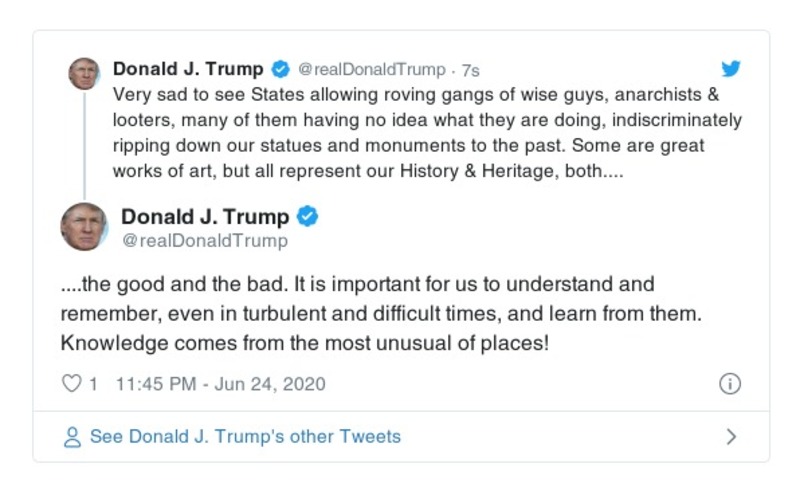 Donald J. Trump @realDonaldTrump · 7s
Very sad to see States allowing roving gangs of wise guys, anarchists &
looters, many of them having no idea what they are doing, indiscriminately
ripping down our statues and monuments to the past. Some are great
works of art, but all represent our History & Heritage, both....
Donald J. Trump
@realDonaldTrump
....the good and the bad. It is important for us to understand and
remember, even in turbulent and difficult times, and learn from them.
Knowledge comes from the most unusual of places!
1 11:45 PM - Jun 24, 2020
See Donald J. Trump's other Tweets